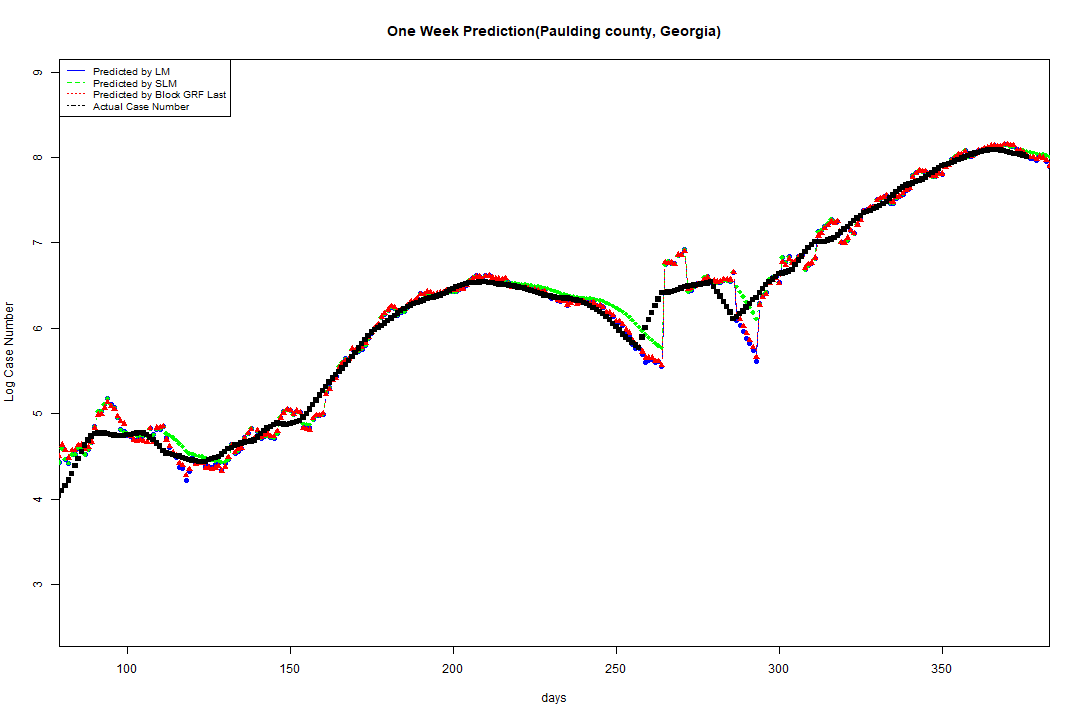 One Week Prediction(Paulding county, Georgia)
Predicted by LM
Predicted by SLM
Predicted by Block GRF Last
Actual Case Number
9
8
7
6
5
4
3
Log Case Number
100 150 200 250 300 350
days